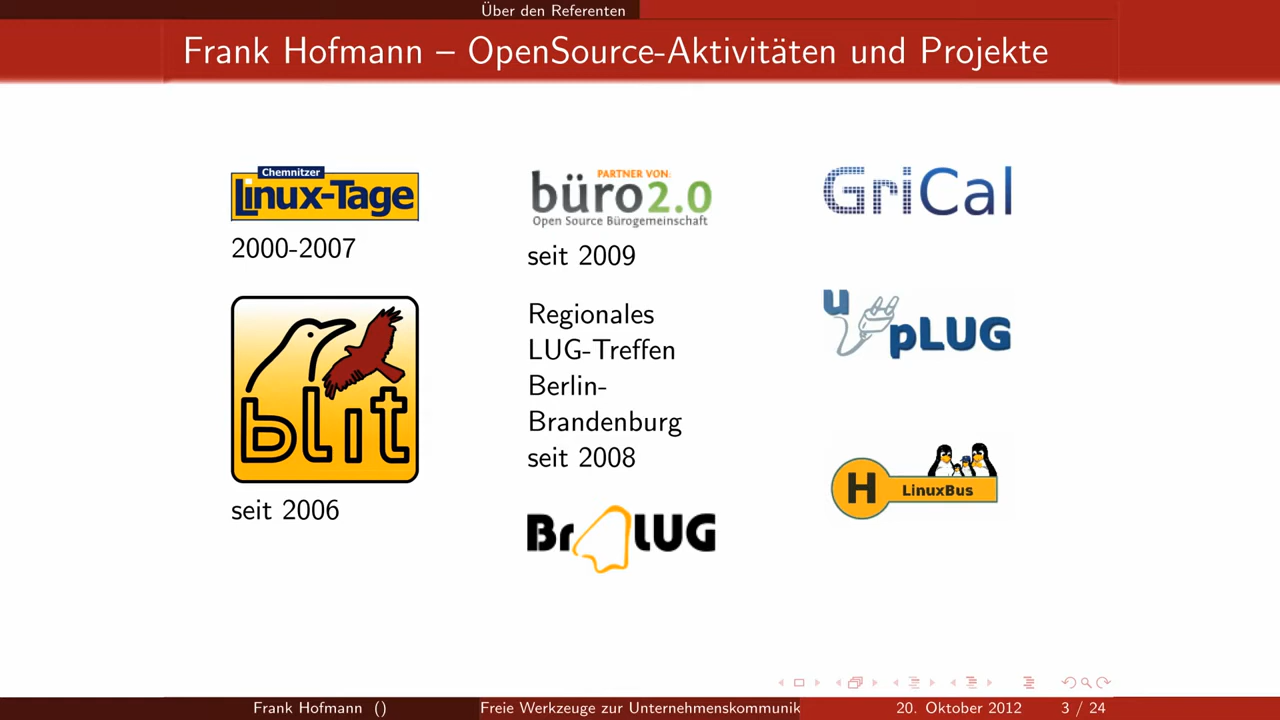 Über den Referenten
Frank Hofmann – OpenSource-Aktivitäten und Projekte
Chemnitzer
Linux-Tage
2000-2007
blit
seit 2006
PARTNER VON:
büro2.0
Open Source Bürogemeinschaft
seit 2009
Regionales
LUG-Treffen
Berlin-
Brandenburg
seit 2008
BraLUG
GriCal
upLUG
H LinuxBus
Frank Hofmann ()
Freie Werkzeuge zur Unternehmenskommunik
20. Oktober 2012
3 / 24